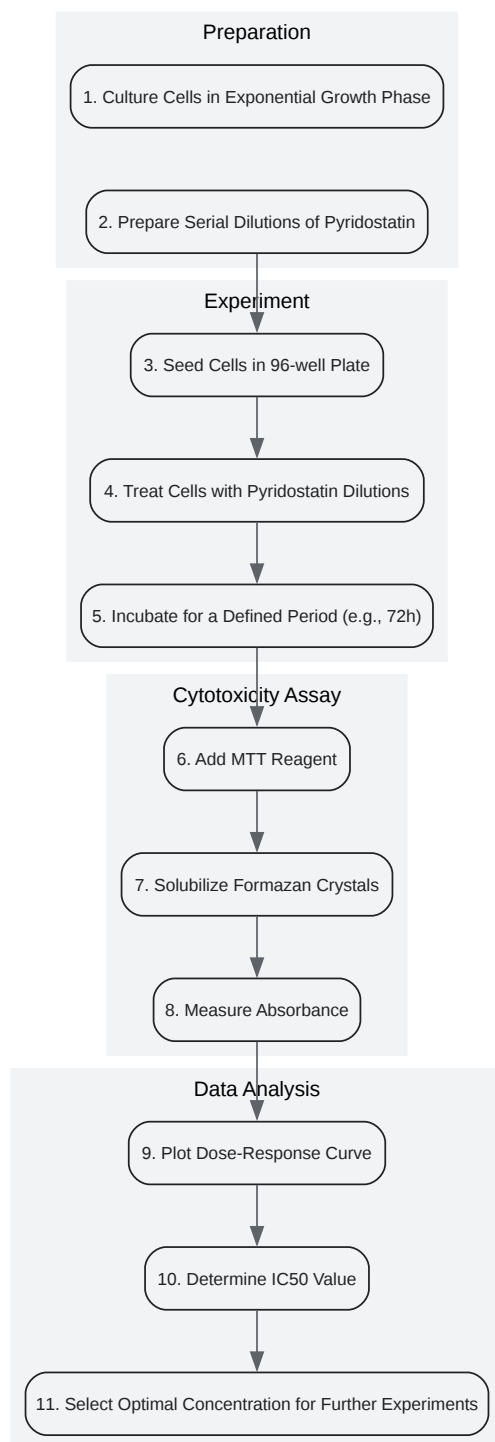 Preparation
1. Culture Cells in Exponential Growth Phase
2. Prepare Serial Dilutions of Pyridostatin
Experiment
3. Seed Cells in 96-well Plate
4. Treat Cells with Pyridostatin Dilutions
5. Incubate for a Defined Period (e.g., 72h)
Cytotoxicity Assay
6. Add MTT Reagent
7. Solubilize Formazan Crystals
8. Measure Absorbance
Data Analysis
9. Plot Dose-Response Curve
10. Determine IC50 Value
11. Select Optimal Concentration for Further Experiments